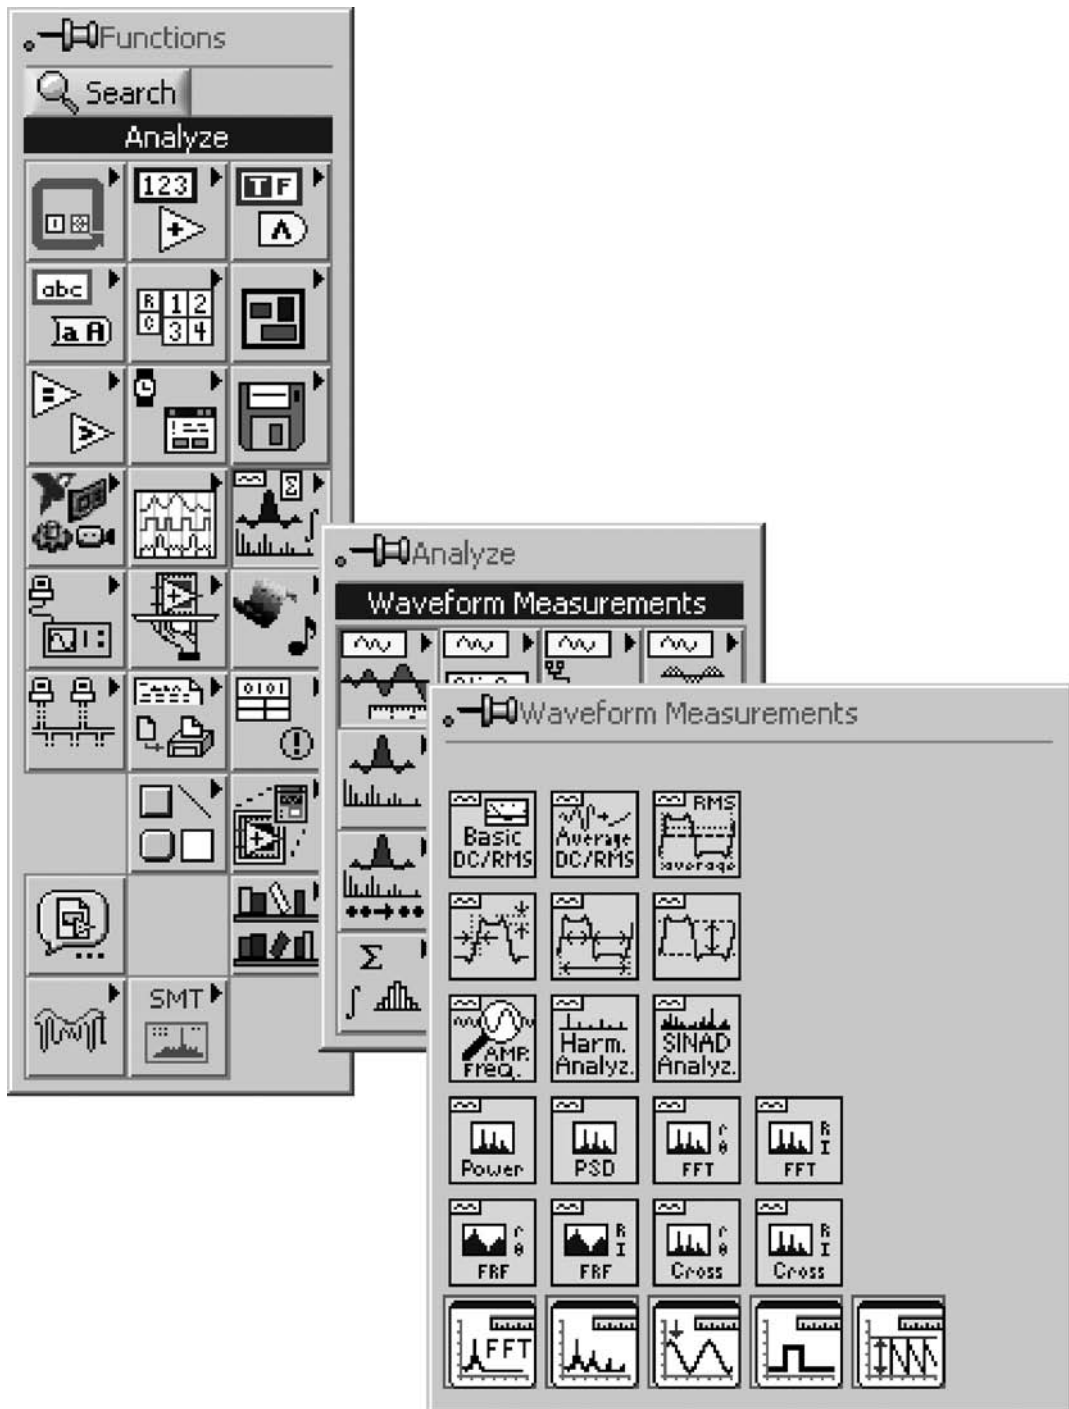 Functions
Search
Analyze
123
TF
abc
R 1 2
C 3 4
aA
Σ
Analyze
Waveform Measurements
0101
Waveform Measurements
Basic DC/RMS
Average DC/RMS
RMS average
Σ
SMT
AMP. Freq.
Harm. Analyz.
SINAD Analyz.
Power
PSD
r θ FFT
R I FFT
r θ FRF
R I FRF
r θ Cross
R I Cross
FFT